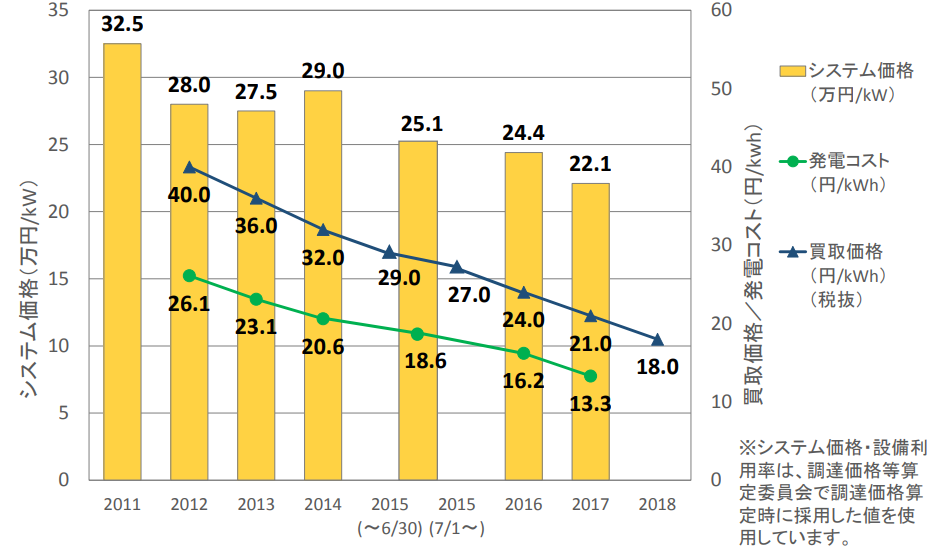 35
30
25
20
15
10
5
0
システム価格(万円/kW)
32.5
28.0
27.5
29.0
25.1
24.4
22.1
40.0
36.0
32.0
29.0
27.0
24.0
21.0
18.0
26.1
23.1
20.6
18.6
16.2
13.3
2011 2012 2013 2014 2015 2015 2016 2017 2018
(～6/30) (7/1～)
60
50
40
30
20
10
0
買取価格／発電コスト(円/kwh)
システム価格
(万円/kW)
発電コスト
(円/kWh)
買取価格
(円/kWh)
(税抜)
※システム価格・設備利
用率は、調達価格等算
定委員会で調達価格算
定時に採用した値を使
用しています。